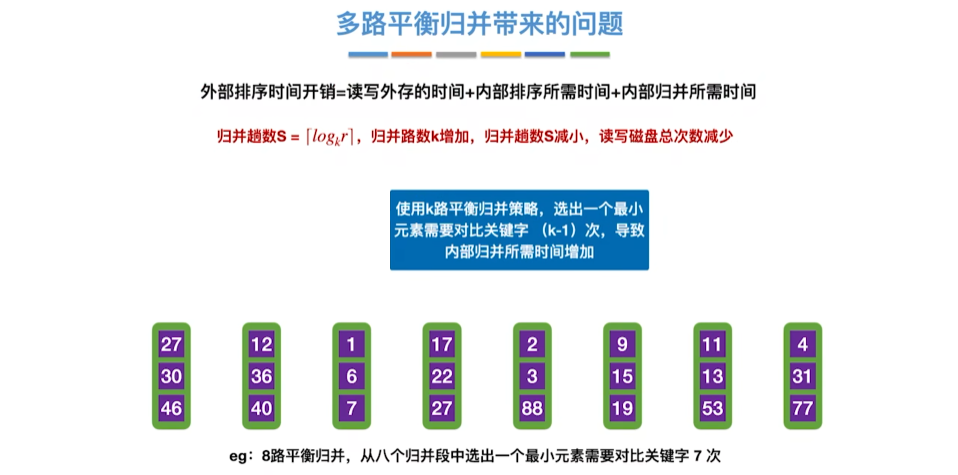 多路平衡归并带来的问题
外部排序时间开销=读写外存的时间+内部排序所需时间+内部归并所需时间
归并趟数S = ⌈logₖr⌉，归并路数k增加，归并趟数S减小，读写磁盘总次数减少
使用k路平衡归并策略，选出一个最小
元素需要对比关键字 （k-1）次，导致
内部归并所需时间增加
27 12 1 17 2 9 11 4
30 36 6 22 3 15 13 31
46 40 7 27 88 19 53 77
eg：8路平衡归并，从八个归并段中选出一个最小元素需要对比关键字 7 次